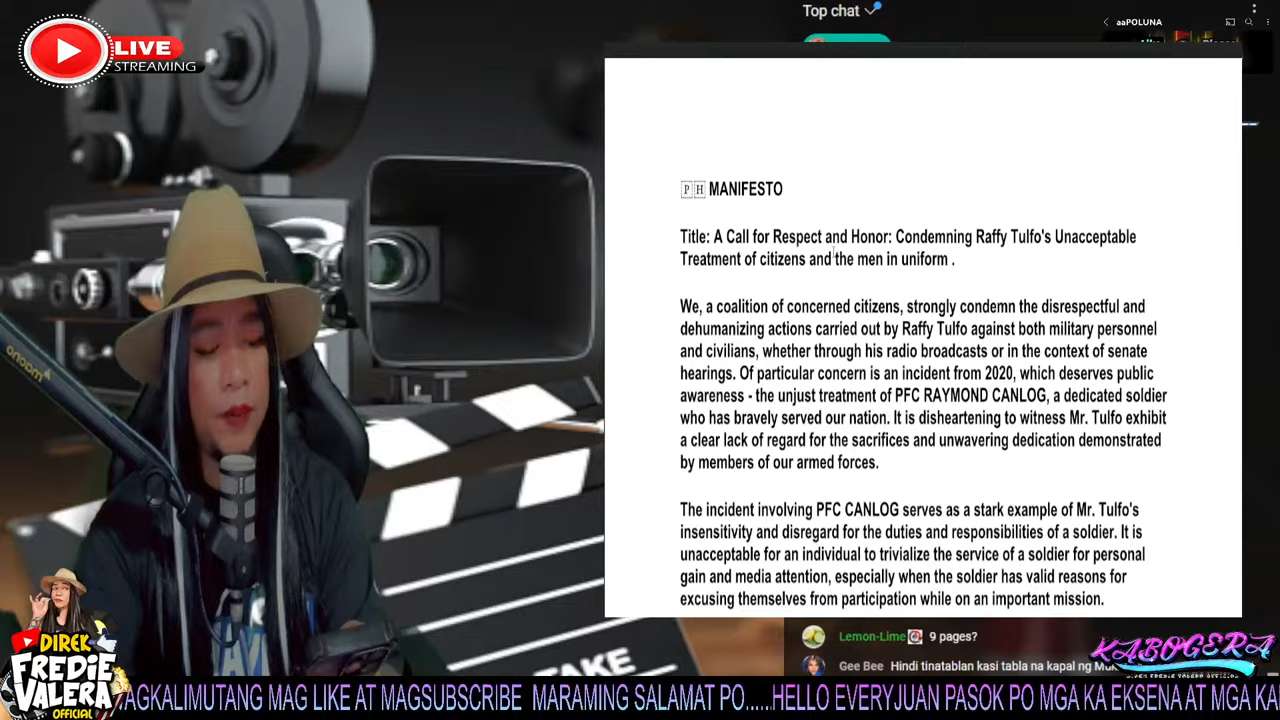 LIVE
STREAMING
Top chat
aaPOLUNA
PH MANIFESTO
Title: A Call for Respect and Honor: Condemning Raffy Tulfo's Unacceptable
Treatment of citizens and the men in uniform .
We, a coalition of concerned citizens, strongly condemn the disrespectful and
dehumanizing actions carried out by Raffy Tulfo against both military personnel
and civilians, whether through his radio broadcasts or in the context of senate
hearings. Of particular concern is an incident from 2020, which deserves public
awareness - the unjust treatment of PFC RAYMOND CANLOG, a dedicated soldier
who has bravely served our nation. It is disheartening to witness Mr. Tulfo exhibit
a clear lack of regard for the sacrifices and unwavering dedication demonstrated
by members of our armed forces.
The incident involving PFC CANLOG serves as a stark example of Mr. Tulfo's
insensitivity and disregard for the duties and responsibilities of a soldier. It is
unacceptable for an individual to trivialize the service of a soldier for personal
gain and media attention, especially when the soldier has valid reasons for
excusing themselves from participation while on an important mission.
maono
TAKE
Lemon-Lime 9 pages?
Gee Bee Hindi tinatablan kasi tabla na kapal ng
KABOGERA
DIREK FREDIE VALERA OFFICIAL
DIREK
FREDIE
VALERA
OFFICIAL
AGKALIMUTANG MAG LIKE AT MAGSUBSCRIBE MARAMING SALAMAT PO.....HELLO EVERYJUAN PASOK PO MGA KA EKSENA AT MGA KA